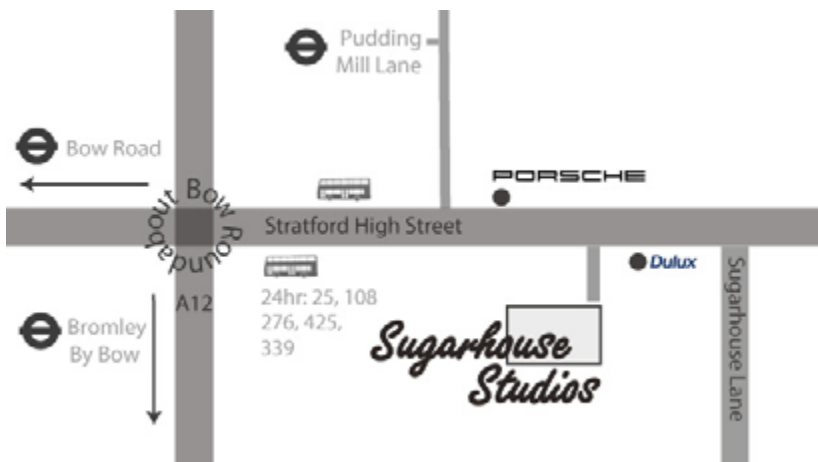 Pudding
Mill Lane
Bow Road
PORSCHE
Bow Roundabout
Stratford High Street
Dulux
Sugarhouse Lane
A12
24hr: 25, 108
276, 425,
339
Bromley
By Bow
Sugarhouse
Studios